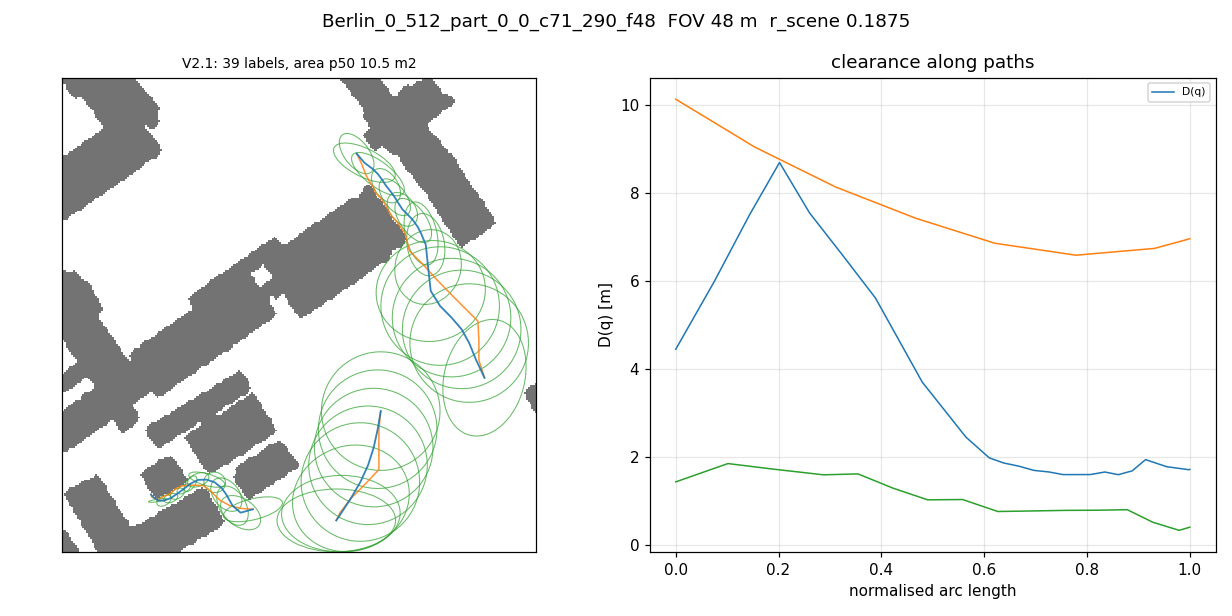 Berlin_0_512_part_0_0_c71_290_f48  FOV 48 m  r_scene 0.1875
V2.1: 39 labels, area p50 10.5 m2
clearance along paths
D(q)
D(q) [m]
10
8
6
4
2
0
0.0 0.2 0.4 0.6 0.8 1.0
normalised arc length